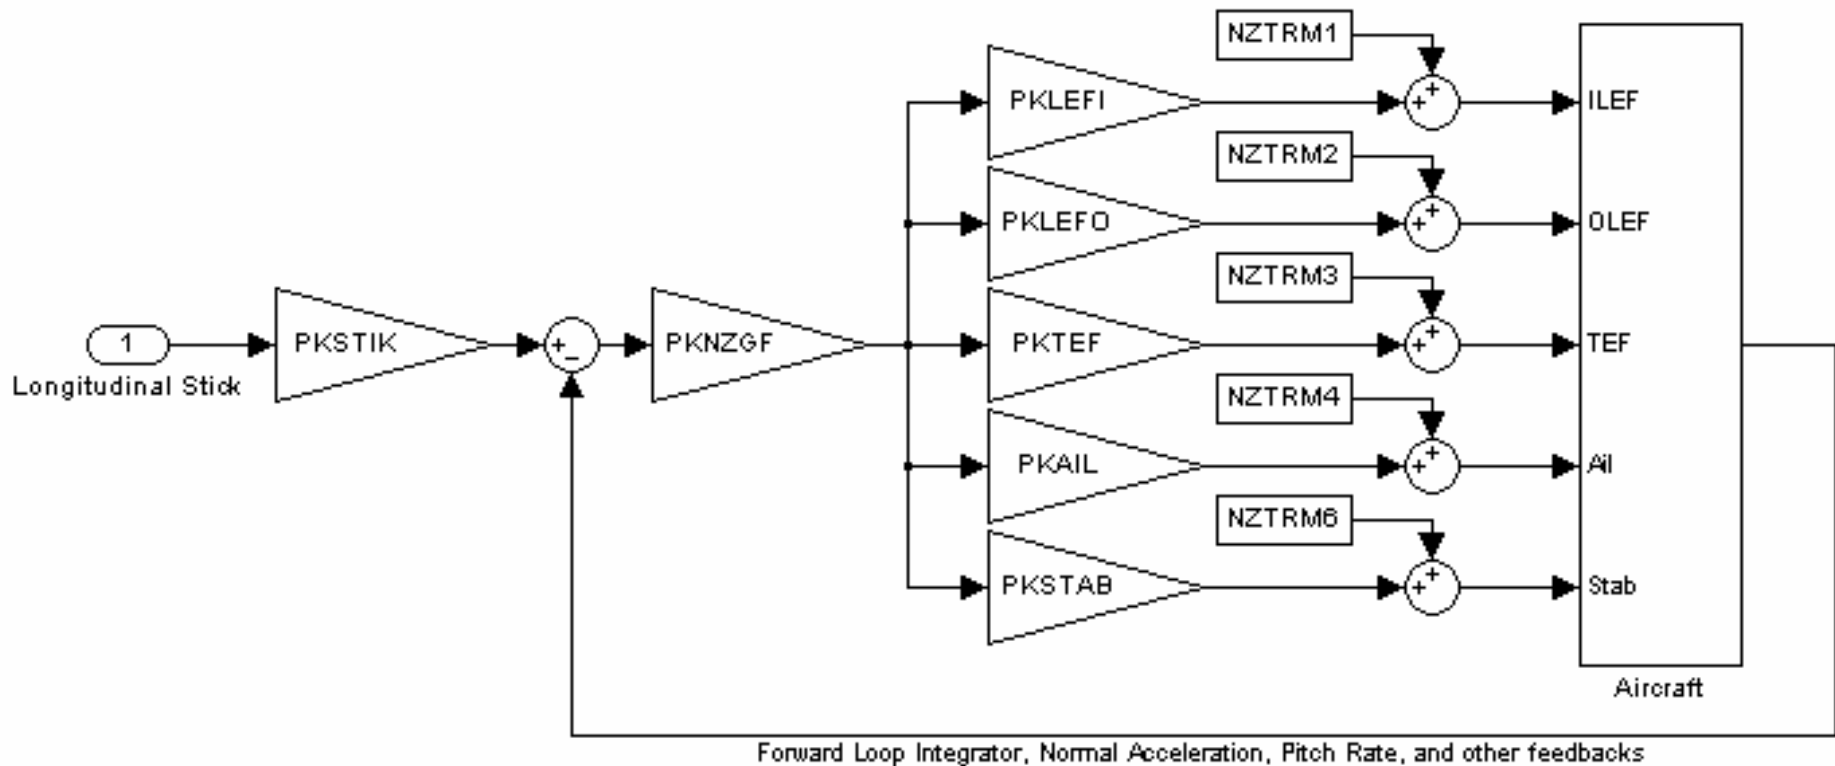 NZTRM1
PKLEFI
+
+
ILEF
NZTRM2
PKLEFO
+
+
OLEF
NZTRM3
1
PKSTIK
+
−
PKNZGF
PKTEF
+
+
TEF
Longitudinal Stick
NZTRM4
PKAIL
+
+
Ail
NZTRM6
PKSTAB
+
+
Stab
Aircraft
Forward Loop Integrator, Normal Acceleration, Pitch Rate, and other feedbacks